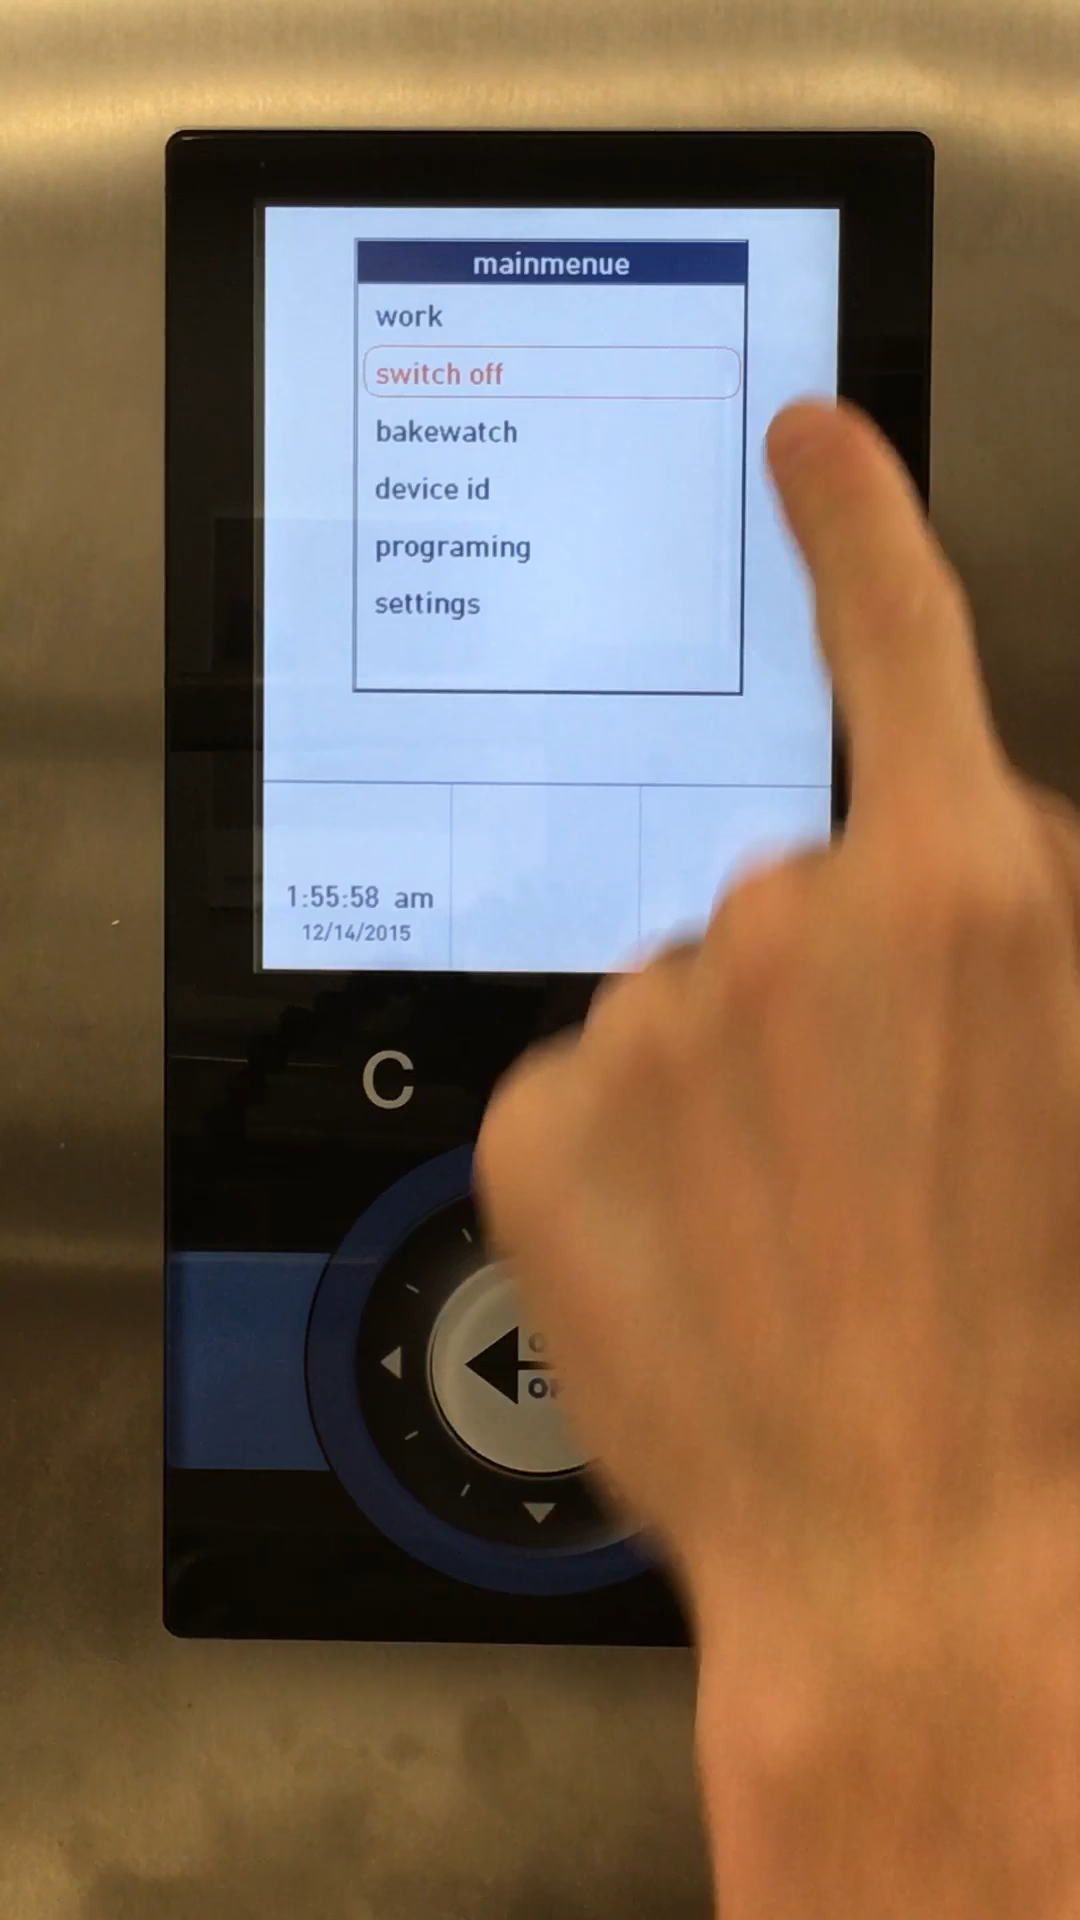 mainmenue
work
switch off
bakewatch
device id
programing
settings
1:55:58 am
12/14/2015
C